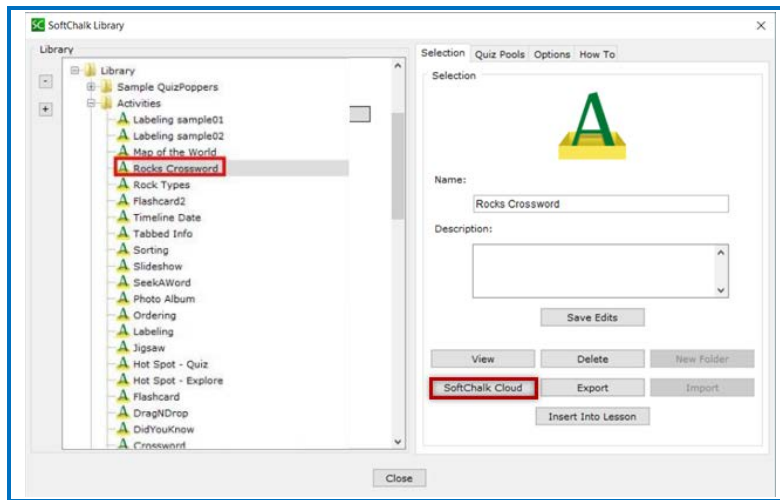 SC SoftChalk Library
Library
Library
Sample QuizPoppers
Activities
A Labeling sample01
A Labeling sample02
A Map of the World
A Rocks Crossword
A Rock Types
A Flashcard2
A Timeline Date
A Tabbed Info
A Sorting
A Slideshow
A SeekAWord
A Photo Album
A Ordering
A Labeling
A Jigsaw
A Hot Spot - Quiz
A Hot Spot - Explore
A Flashcard
A DragNDrop
A DidYouKnow
A Crossword
Selection Quiz Pools Options How To
Selection
A
Name:
Rocks Crossword
Description:
Save Edits
View Delete New Folder
SoftChalk Cloud Export Import
Insert Into Lesson
Close